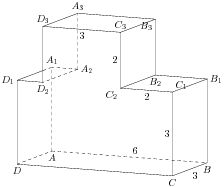 A₃
D₃ C₃ B₃
3
A₁ 2
D₁ A₂ B₂ B₁
D₂ C₂ 2 C₁
3
A 6
D B
C 3